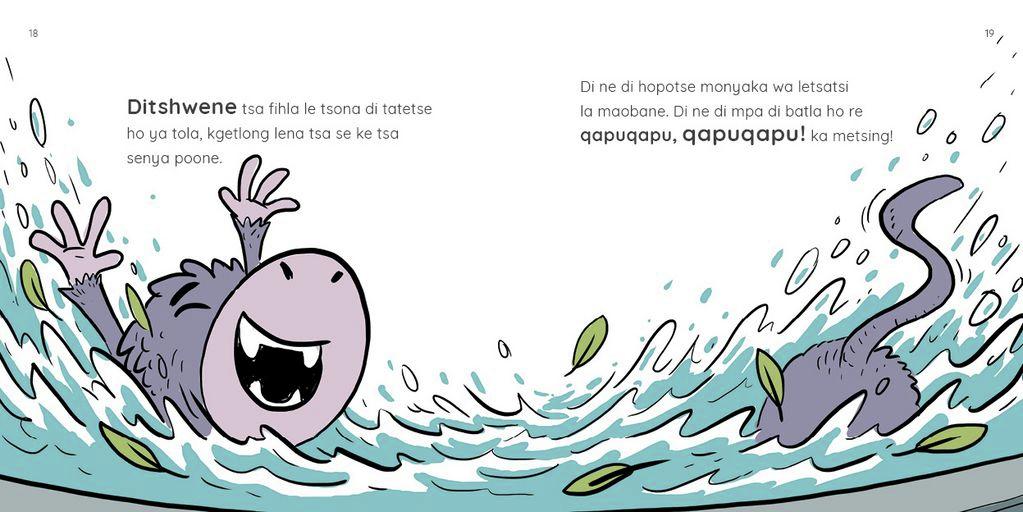 18
Ditshwene tsa fihla le tsona di tatetse
ho ya tola, kgetlong lena tsa se ke tsa
senya poone.
19
Di ne di hopotse monyaka wa letsatsi
la maobane. Di ne di mpa di batla ho re
qapuqapu, qapuqapu! ka metsing!